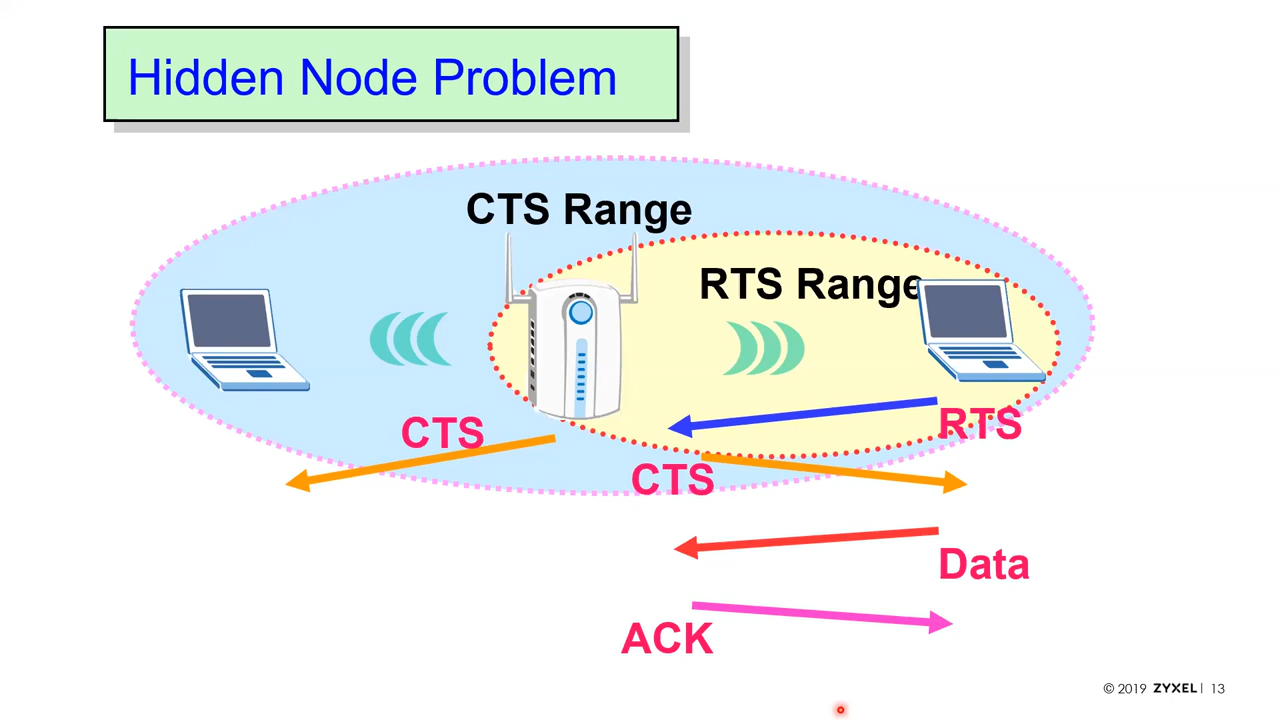 Hidden Node Problem
CTS Range
RTS Range
CTS
RTS
CTS
Data
ACK
© 2019 ZYXEL | 13